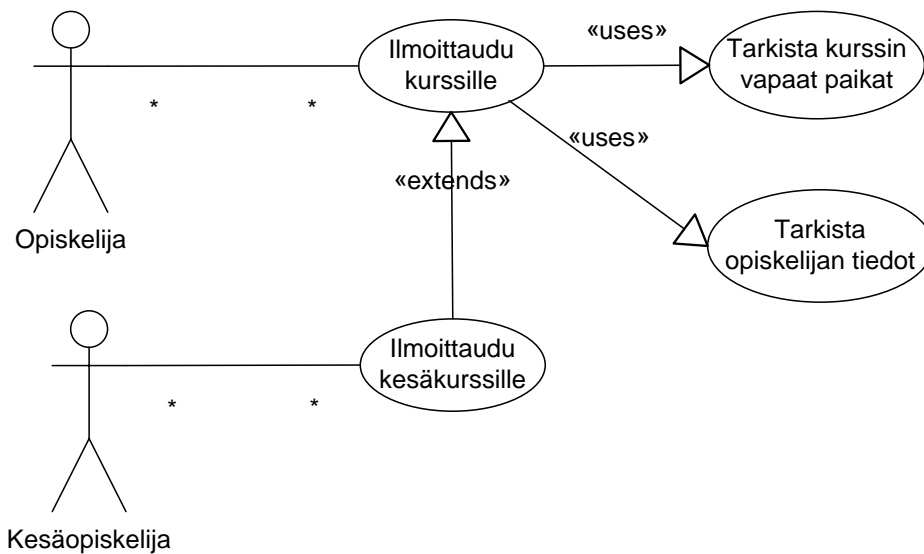 Ilmoittaudu
kurssille
«uses»
Tarkista kurssin
vapaat paikat
*
*
«uses»
«extends»
Opiskelija
Tarkista
opiskelijan tiedot
Ilmoittaudu
kesäkurssille
*
*
Kesäopiskelija